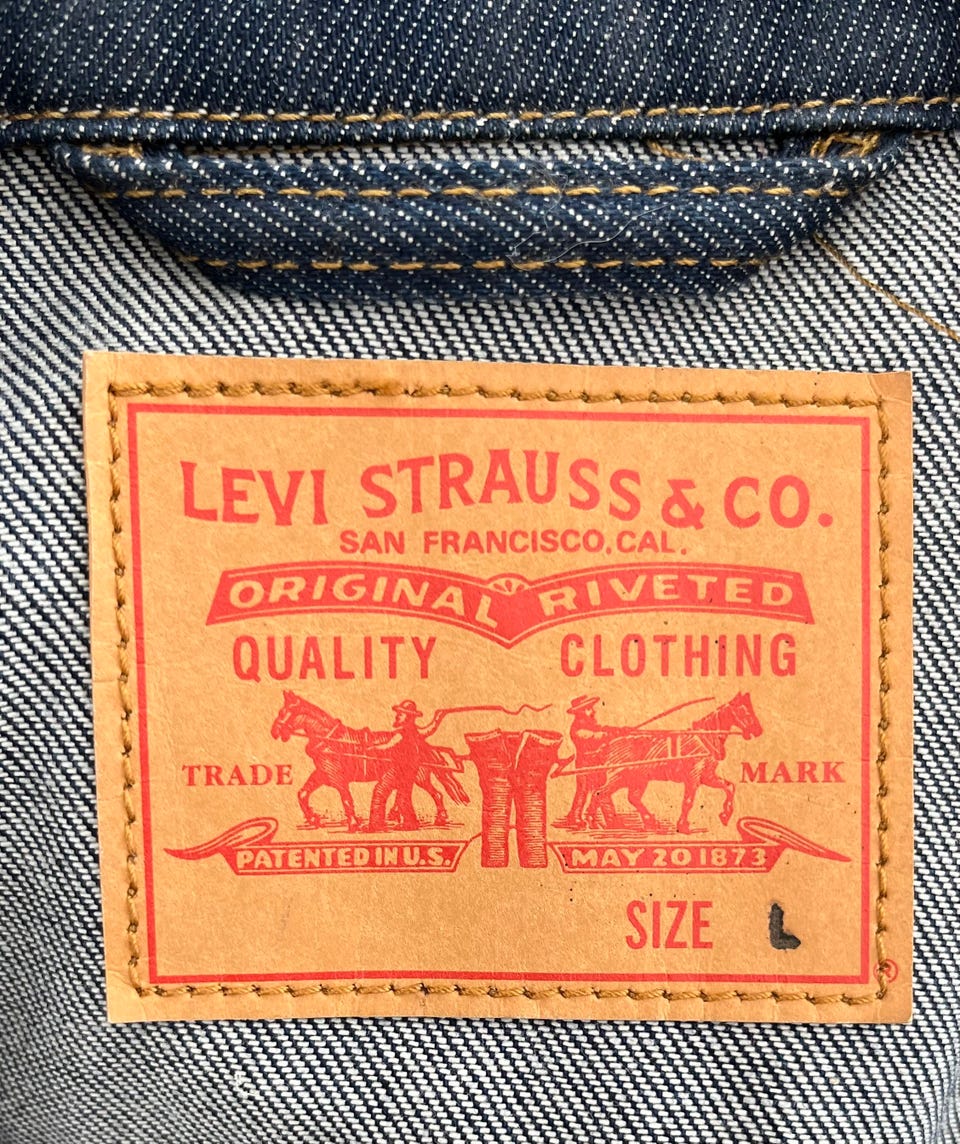 LEVI STRAUSS & CO.
SAN FRANCISCO, CAL.
ORIGINAL RIVETED
QUALITY CLOTHING
TRADE MARK
PATENTED IN U.S. MAY 20 1873
SIZE L
®